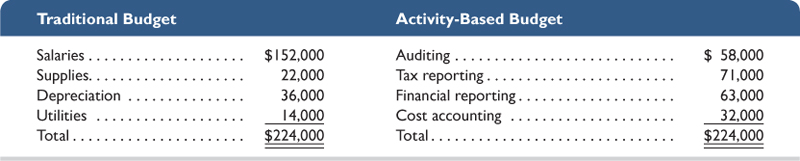 Traditional Budget Activity-Based Budget
Salaries . . . . . . . . . . . . . . . . . . . . $152,000 Auditing . . . . . . . . . . . . . . . . . . . . . . . . . . . . $ 58,000
Supplies. . . . . . . . . . . . . . . . . . . . 22,000 Tax reporting . . . . . . . . . . . . . . . . . . . . . . . . 71,000
Depreciation . . . . . . . . . . . . . . . 36,000 Financial reporting . . . . . . . . . . . . . . . . . . . . 63,000
Utilities . . . . . . . . . . . . . . . . . . . 14,000 Cost accounting . . . . . . . . . . . . . . . . . . . . . 32,000
Total . . . . . . . . . . . . . . . . . . . . . . $224,000 Total . . . . . . . . . . . . . . . . . . . . . . . . . . . . . . . $224,000